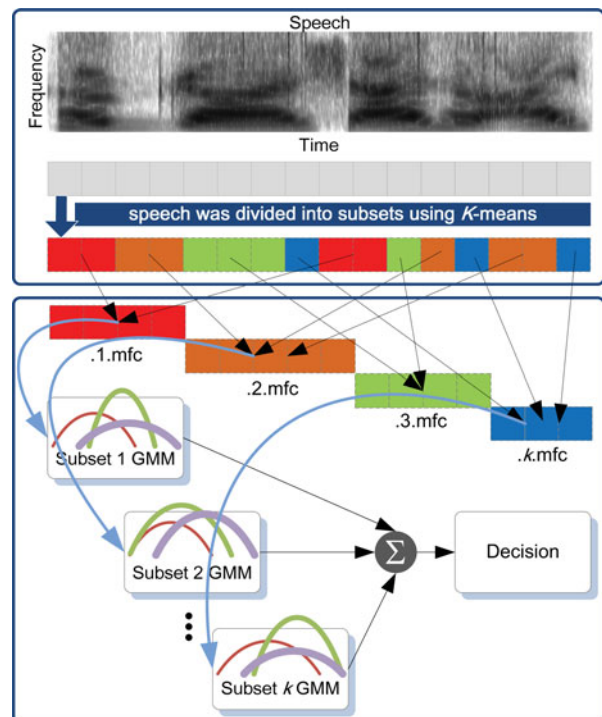 Speech
Frequency
Time
speech was divided into subsets using K-means
.1.mfc
.2.mfc
.3.mfc
.k.mfc
Subset 1 GMM
Subset 2 GMM
Σ
Decision
Subset k GMM